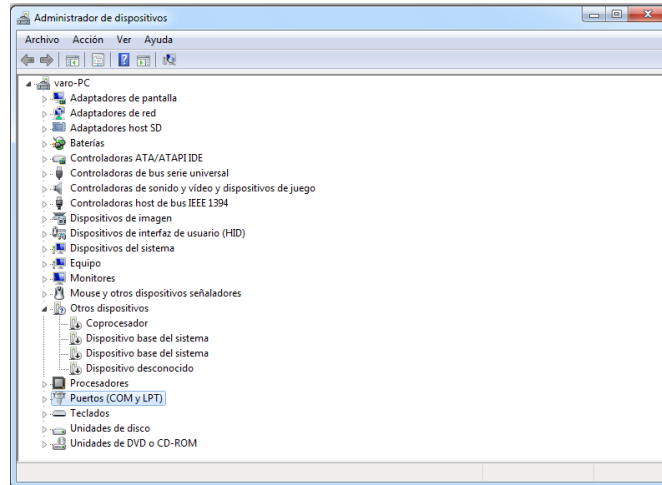 Administrador de dispositivos
Archivo Acción Ver Ayuda
varo-PC
Adaptadores de pantalla
Adaptadores de red
Adaptadores host SD
Baterías
Controladoras ATA/ATAPI IDE
Controladoras de bus serie universal
Controladoras de sonido y vídeo y dispositivos de juego
Controladoras host de bus IEEE 1394
Dispositivos de imagen
Dispositivos de interfaz de usuario (HID)
Dispositivos del sistema
Equipo
Monitores
Mouse y otros dispositivos señaladores
Otros dispositivos
Coprocesador
Dispositivo base del sistema
Dispositivo base del sistema
Dispositivo desconocido
Procesadores
Puertos (COM y LPT)
Teclados
Unidades de disco
Unidades de DVD o CD-ROM